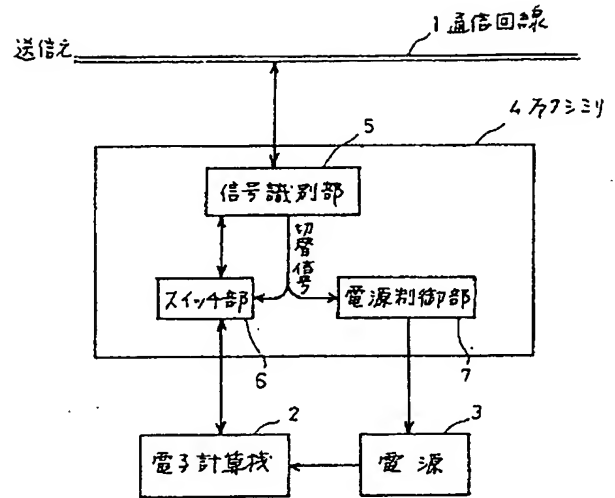 1 通信回線
送信え
4 ファクシミリ
5
信号識別部
切替信号
スイッチ部
電源制御部
6
7
2
3
電子計算機
電源